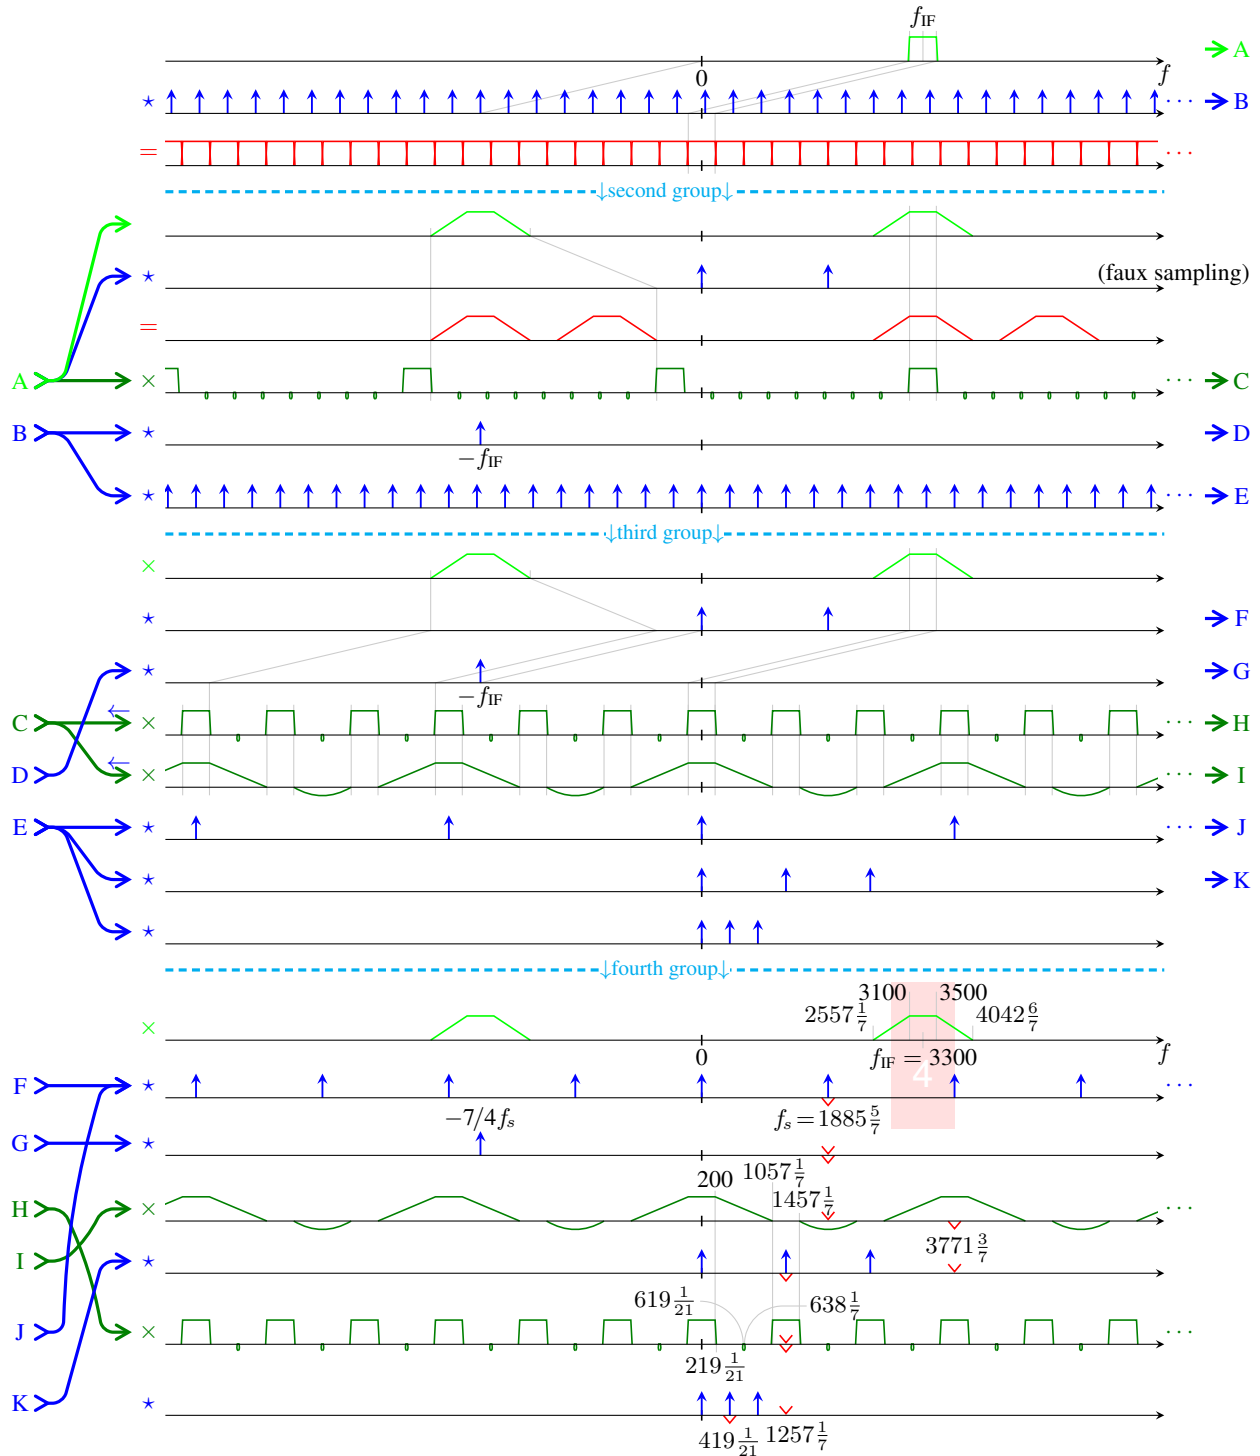 f_IF
A
0 f
⋆ ⋯ B
= ⋯
↓second group↓
⋆ (faux sampling)
=
A × ⋯ C
B ⋆ D
−f_IF
⋆ ⋯ E
↓third group↓
×
⋆ F
⋆ G
−f_IF
C ← × ⋯ H
D ← × ⋯ I
E ⋆ ⋯ J
⋆ K
⋆
↓fourth group↓
3100 3500
2557 1/7 4042 6/7
×
0 f_IF = 3300 f
4
F ⋆ ⋯
−7/4f_s f_s = 1885 5/7
G ⋆
200 1057 1/7
1457 1/7
H × ⋯
3771 3/7
I ⋆
619 1/21 638 1/7
J × ⋯
219 1/21
K ⋆
419 1/21 1257 1/7